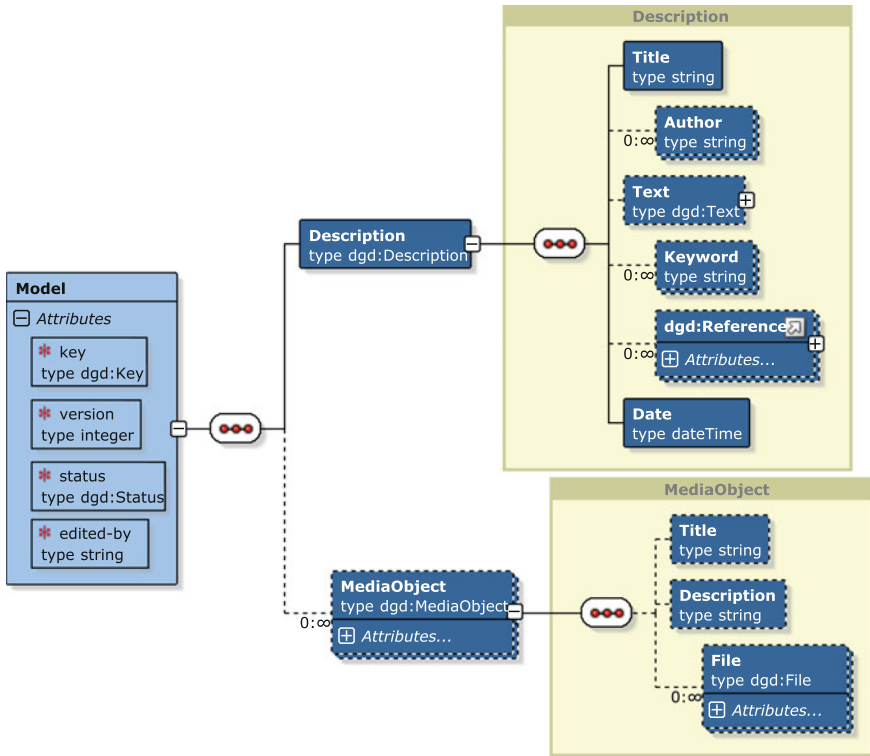 Description
Title
type string
Author
type string
0:∞
Text
type dgd:Text
Description
type dgd:Description
Keyword
type string
0:∞
Model
Attributes
key
type dgd:Key
version
type integer
status
type dgd:Status
edited-by
type string
dgd:Reference
Attributes...
0:∞
Date
type dateTime
MediaObject
Title
type string
MediaObject
type dgd:MediaObject
Attributes...
0:∞
Description
type string
File
type dgd:File
Attributes...
0:∞